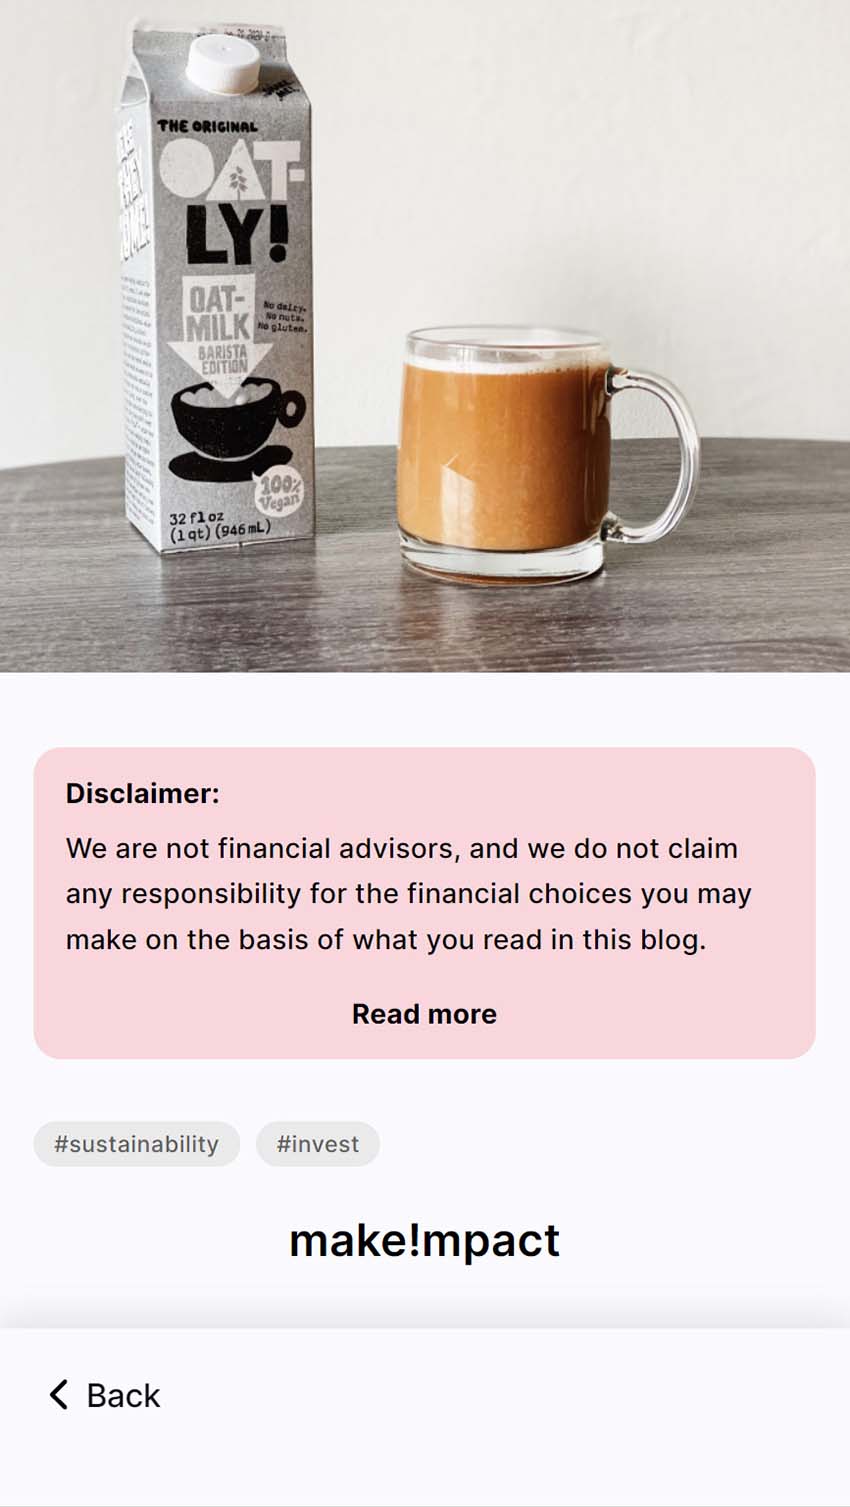 THE ORIGINAL
OAT-
LY!
OAT-
MILK
BARISTA
EDITION
No dairy.
No nuts.
No gluten.
100%
Vegan
32 fl oz
(1 qt) (946 mL)
Disclaimer:
We are not financial advisors, and we do not claim
any responsibility for the financial choices you may
make on the basis of what you read in this blog.
Read more
#sustainability
#invest
make!mpact
Back